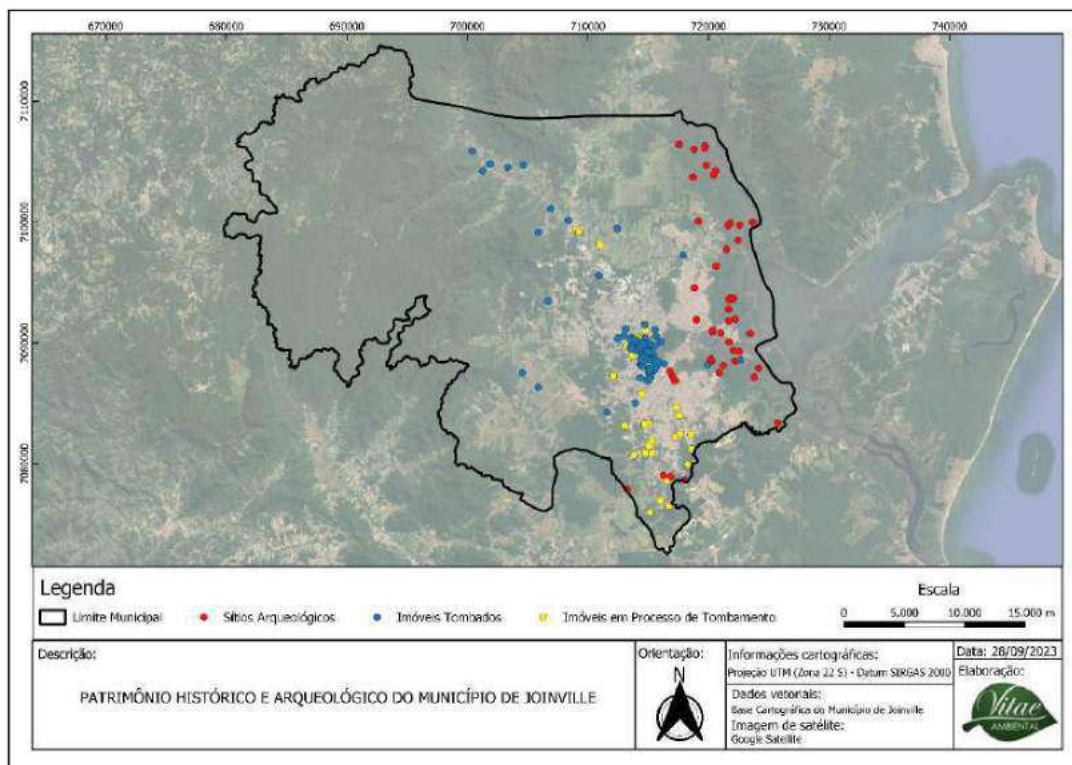 670000 680000 690000 700000 710000 720000 730000 740000
7110000
7100000
7090000
7080000
Legenda
Limite Municipal
Sítios Arqueológicos
Imóveis Tombados
Imóveis em Processo de Tombamento
Escala
0 5.000 10.000 15.000 m
Descrição:
PATRIMÔNIO HISTÓRICO E ARQUEOLÓGICO DO MUNICÍPIO DE JOINVILLE
Orientação:
N
Informações cartográficas:
Projeção UTM (Zona 22 S) - Datum SIRGAS 2000
Dados vetoriais:
Base Cartográfica do Município de Joinville
Imagem de satélite:
Google Satellite
Data: 28/09/2023
Elaboração:
Vitae
AMBIENTAL